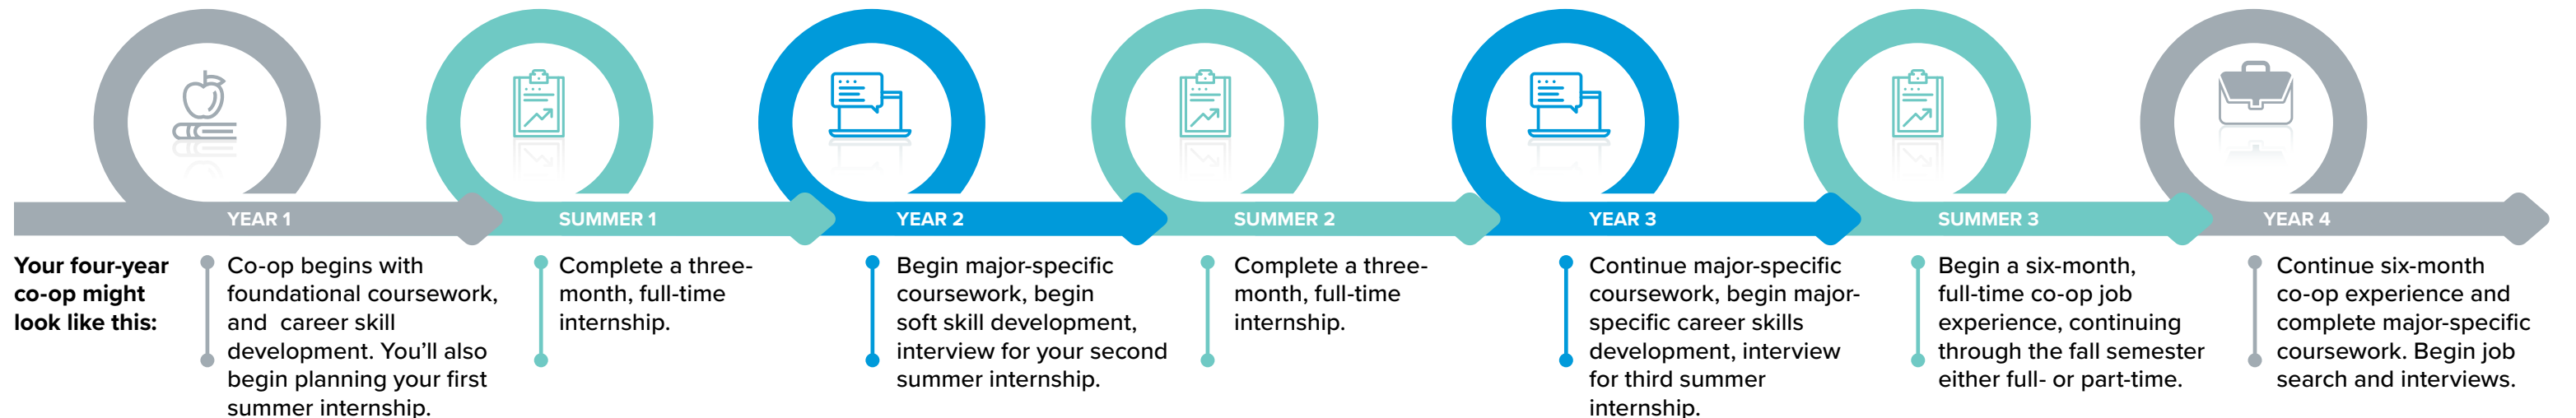 YEAR 1
SUMMER 1
YEAR 2
SUMMER 2
YEAR 3
SUMMER 3
YEAR 4
Your four-year
co-op might
look like this:
Co-op begins with
foundational coursework,
and career skill
development. You’ll also
begin planning your first
summer internship.
Complete a three-
month, full-time
internship.
Begin major-specific
coursework, begin
soft skill development,
interview for your second
summer internship.
Complete a three-
month, full-time
internship.
Continue major-specific
coursework, begin major-
specific career skills
development, interview
for third summer
internship.
Begin a six-month,
full-time co-op job
experience, continuing
through the fall semester
either full- or part-time.
Continue six-month
co-op experience and
complete major-specific
coursework. Begin job
search and interviews.